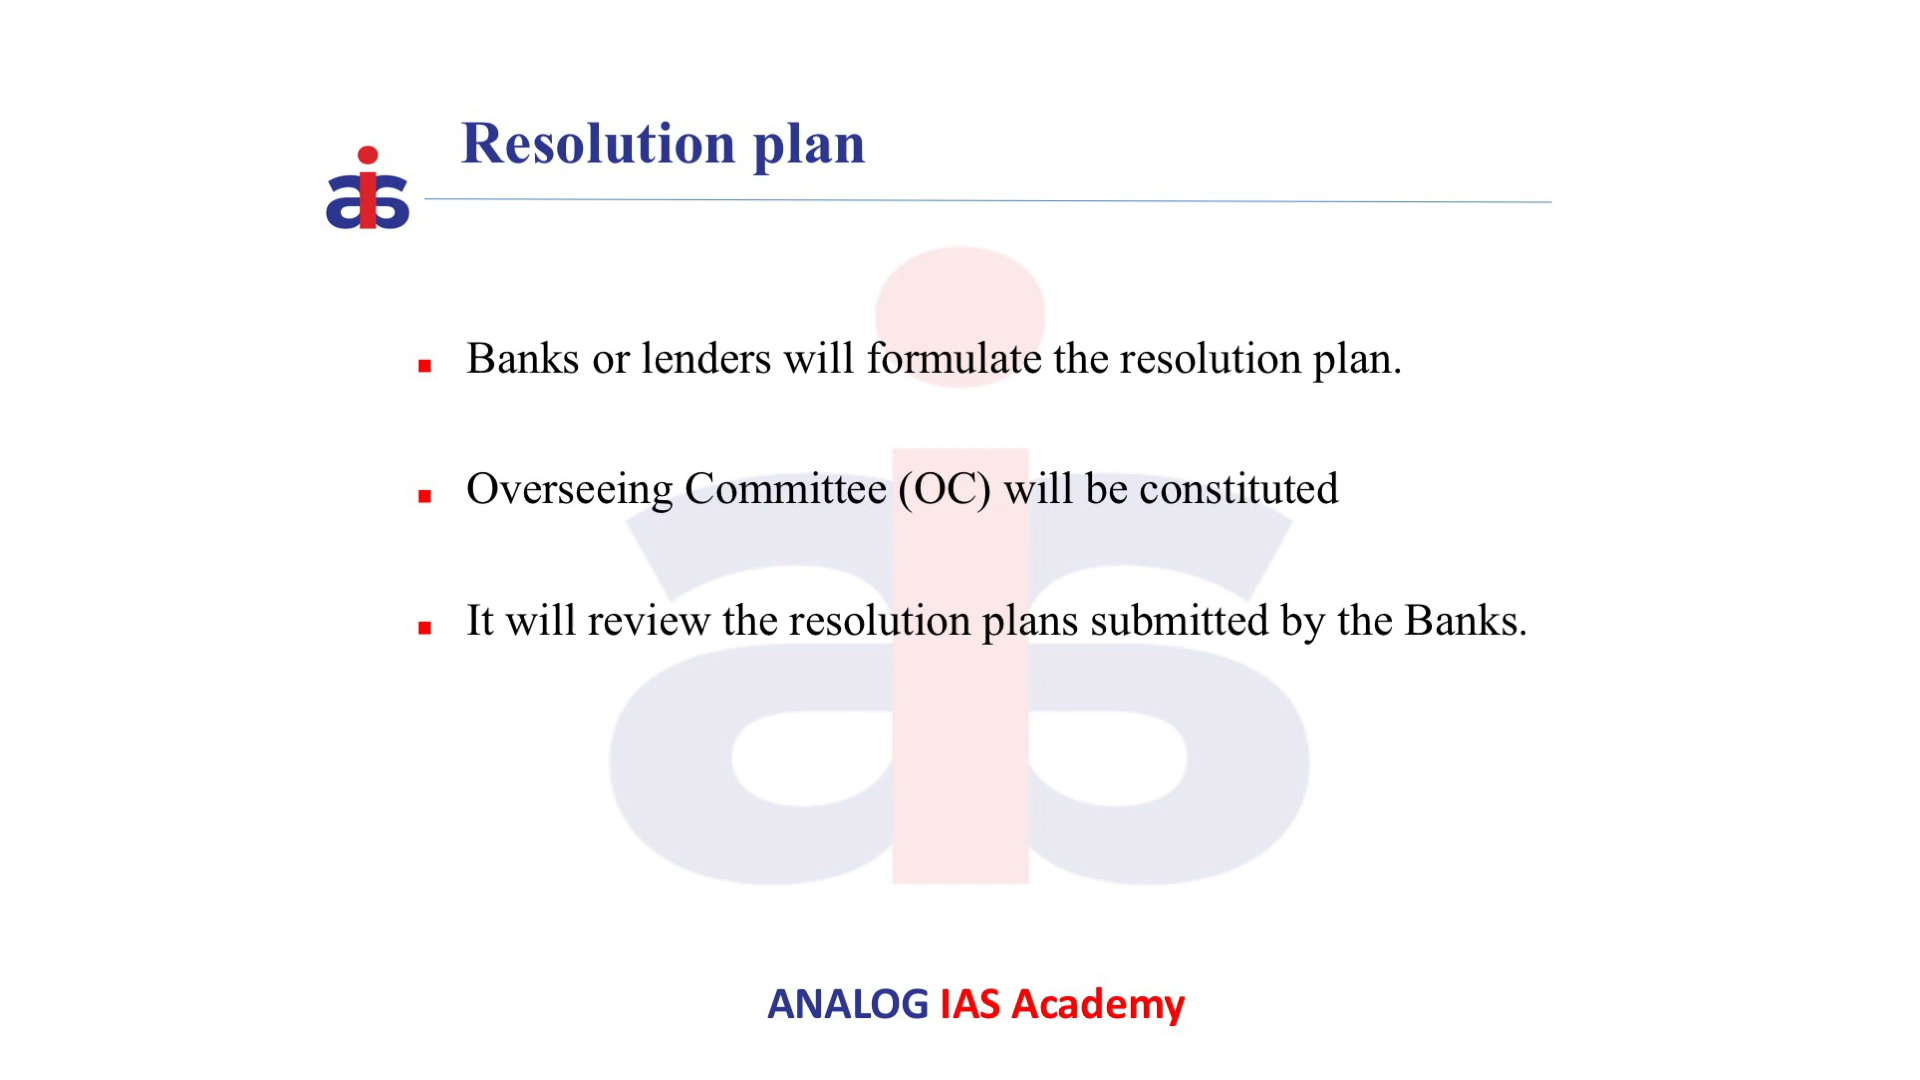 Resolution plan
ias
Banks or lenders will formulate the resolution plan.
Overseeing Committee (OC) will be constituted
It will review the resolution plans submitted by the Banks.
ANALOG IAS Academy